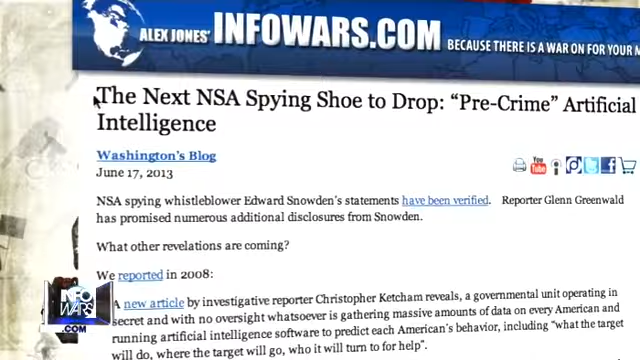 ALEX JONES' INFOWARS.COM BECAUSE THERE IS A WAR ON FOR YOUR
The Next NSA Spying Shoe to Drop: “Pre-Crime” Artificial
Intelligence
Washington's Blog
June 17, 2013
You
Tube
NSA spying whistleblower Edward Snowden's statements have been verified. Reporter Glenn Greenwald
has promised numerous additional disclosures from Snowden.
What other revelations are coming?
We reported in 2008:
A new article by investigative reporter Christopher Ketcham reveals, a governmental unit operating in
secret and with no oversight whatsoever is gathering massive amounts of data on every American and
running artificial intelligence software to predict each American's behavior, including “what the target
will do, where the target will go, who it will turn to for help”.
INFO
WARS
.COM